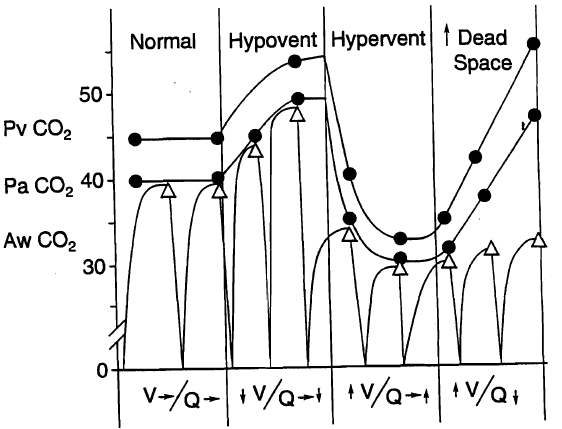 Normal
Hypovent
Hypervent
↑ Dead
Space
50
Pv CO₂
Pa CO₂
40
Aw CO₂
30
0
V→/Q→
↓V/Q→↓
↑V/Q→↑
↑V/Q↓